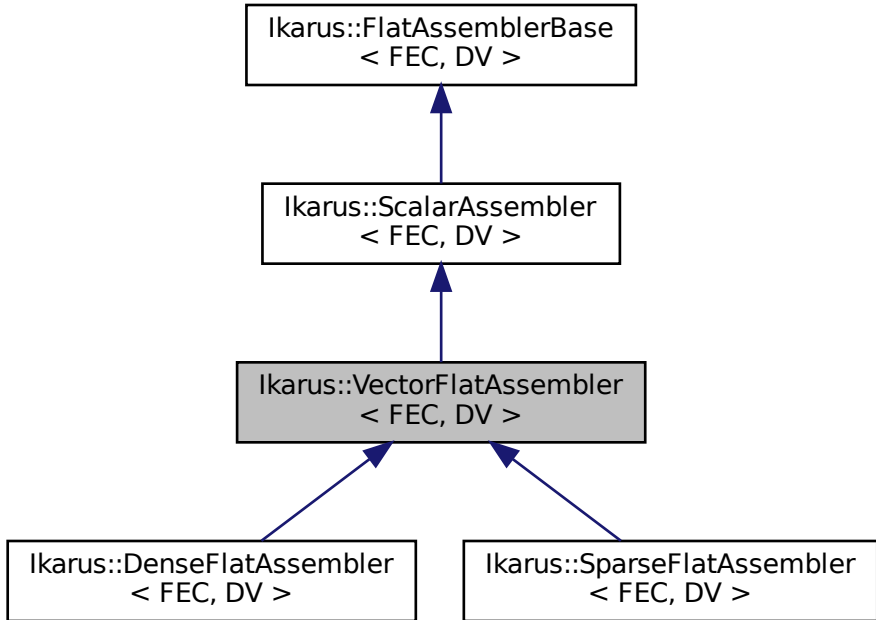 Ikarus::FlatAssemblerBase
< FEC, DV >
Ikarus::ScalarAssembler
< FEC, DV >
Ikarus::VectorFlatAssembler
< FEC, DV >
Ikarus::DenseFlatAssembler
< FEC, DV >
Ikarus::SparseFlatAssembler
< FEC, DV >